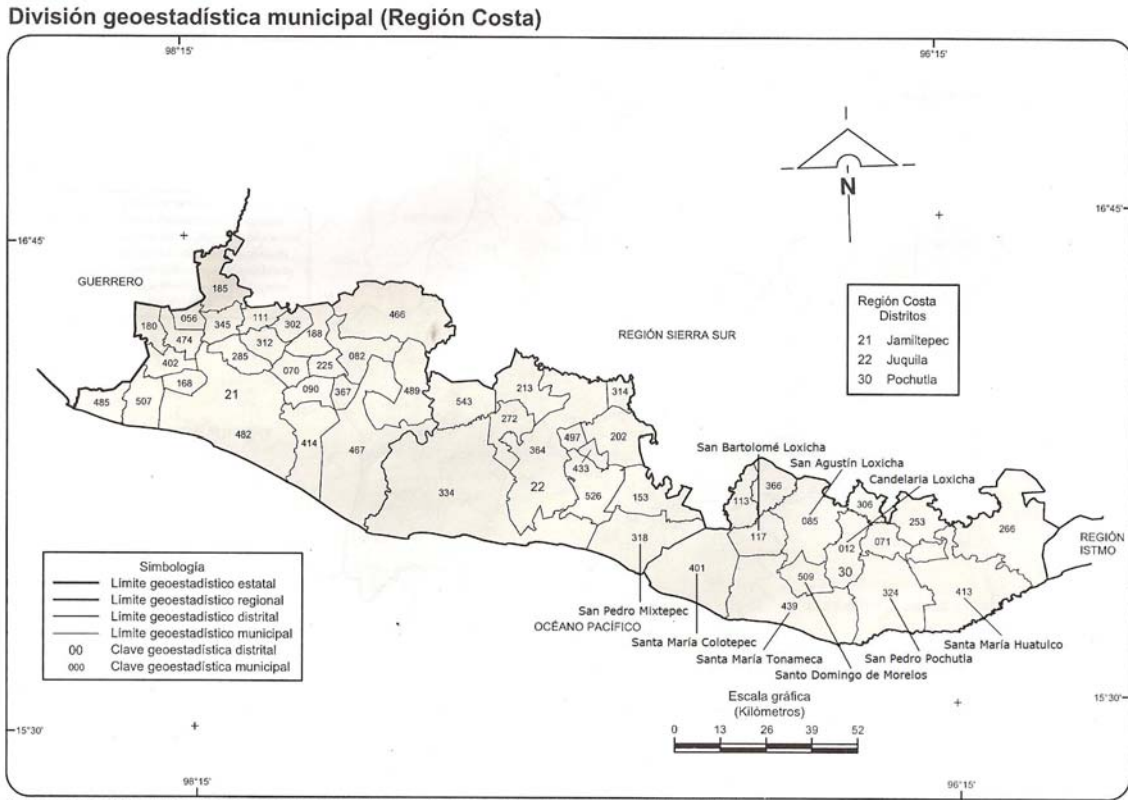 División geoestadística municipal (Región Costa)
98°15'
96°15'
N
16°45'
16°45'
GUERRERO
185
Región Costa
Distritos
21 Jamiltepec
22 Juquila
30 Pochutla
REGIÓN SIERRA SUR
180
056
345
111
302
188
466
474
312
402
285
082
070
225
168
21
090
367
489
485
507
482
414
467
543
213
314
272
364
497
202
433
334
22
526
153
318
San Bartolomé Loxicha
San Agustín Loxicha
Candelaria Loxicha
113
366
306
085
253
266
117
012
071
REGIÓN
ISTMO
401
509
30
439
324
413
San Pedro Mixtepec
OCÉANO PACÍFICO
Santa María Colotepec
Santa María Huatulco
Santa María Tonameca
San Pedro Pochutla
Santo Domingo de Morelos
Simbología
Límite geoestadístico estatal
Límite geoestadístico regional
Límite geoestadístico distrital
Límite geoestadístico municipal
00 Clave geoestadística distrital
000 Clave geoestadística municipal
Escala gráfica
(Kilómetros)
0 13 26 39 52
15°30'
15°30'
98°15'
96°15'